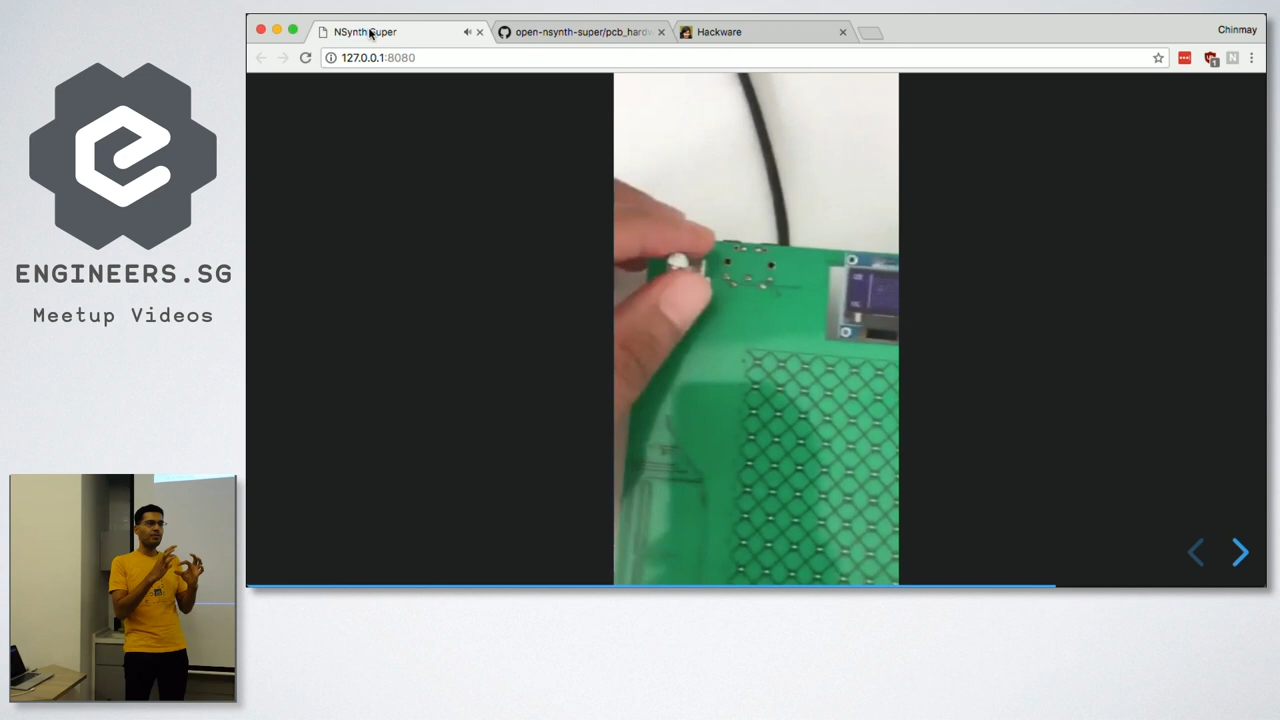 ENGINEERS.SG
Meetup Videos
NSynth Super
open-nsynth-super/pcb_hardw
Hackware
Chinmay
127.0.0.1:8080